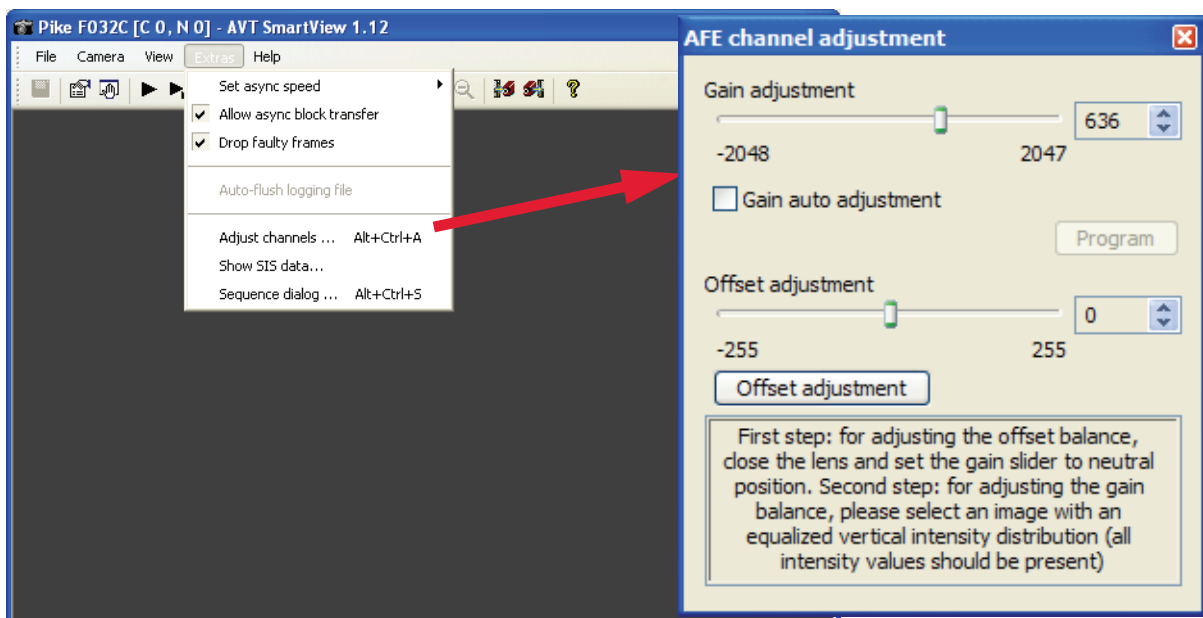 Pike F032C [C 0, N 0] - AVT SmartView 1.12
File Camera View Extras Help
Set async speed
Allow async block transfer
Drop faulty frames
Auto-flush logging file
Adjust channels ... Alt+Ctrl+A
Show SIS data...
Sequence dialog ... Alt+Ctrl+S
AFE channel adjustment
Gain adjustment
636
-2048 2047
Gain auto adjustment
Program
Offset adjustment
0
-255 255
Offset adjustment
First step: for adjusting the offset balance,
close the lens and set the gain slider to neutral
position. Second step: for adjusting the gain
balance, please select an image with an
equalized vertical intensity distribution (all
intensity values should be present)